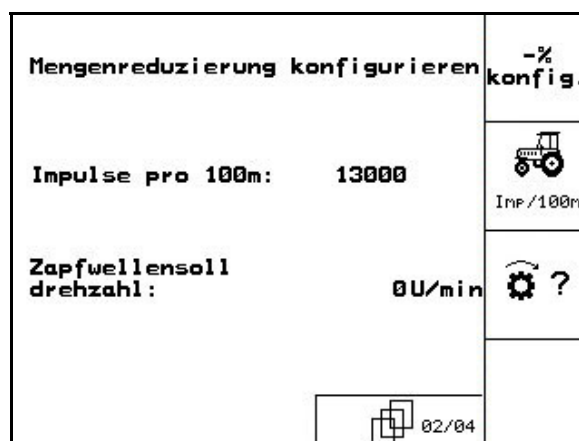 Mengenreduzierung konfigurieren
-%
konfig.
Impulse pro 100m: 13000
Imp/100m
Zapfwellensoll
drehzahl: 0U/min
?
02/04